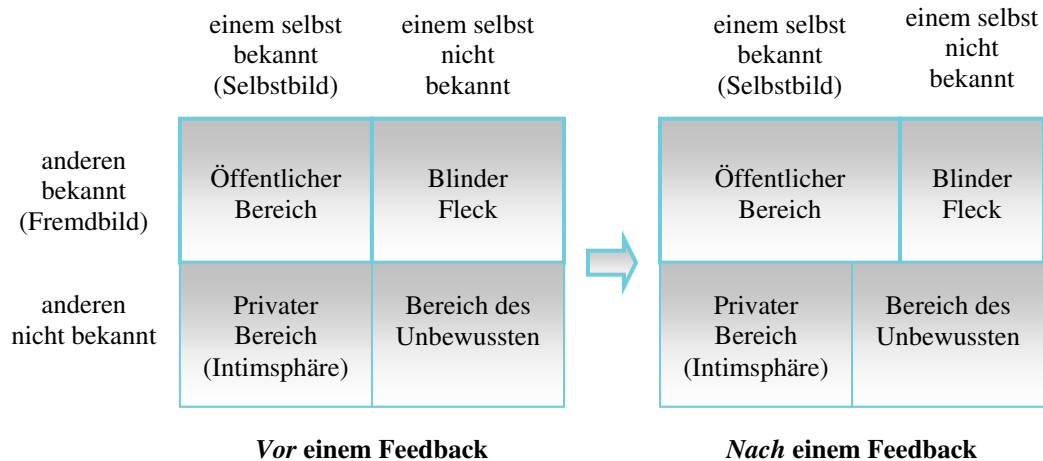 einem selbst
bekannt
(Selbstbild)
einem selbst
nicht
bekannt
einem selbst
bekannt
(Selbstbild)
einem selbst
nicht
bekannt
anderen
bekannt
(Fremdbild)
Öffentlicher
Bereich
Blinder
Fleck
Öffentlicher
Bereich
Blinder
Fleck
anderen
nicht bekannt
Privater
Bereich
(Intimsphäre)
Bereich des
Unbewussten
Privater
Bereich
(Intimsphäre)
Bereich des
Unbewussten
Vor einem Feedback
Nach einem Feedback